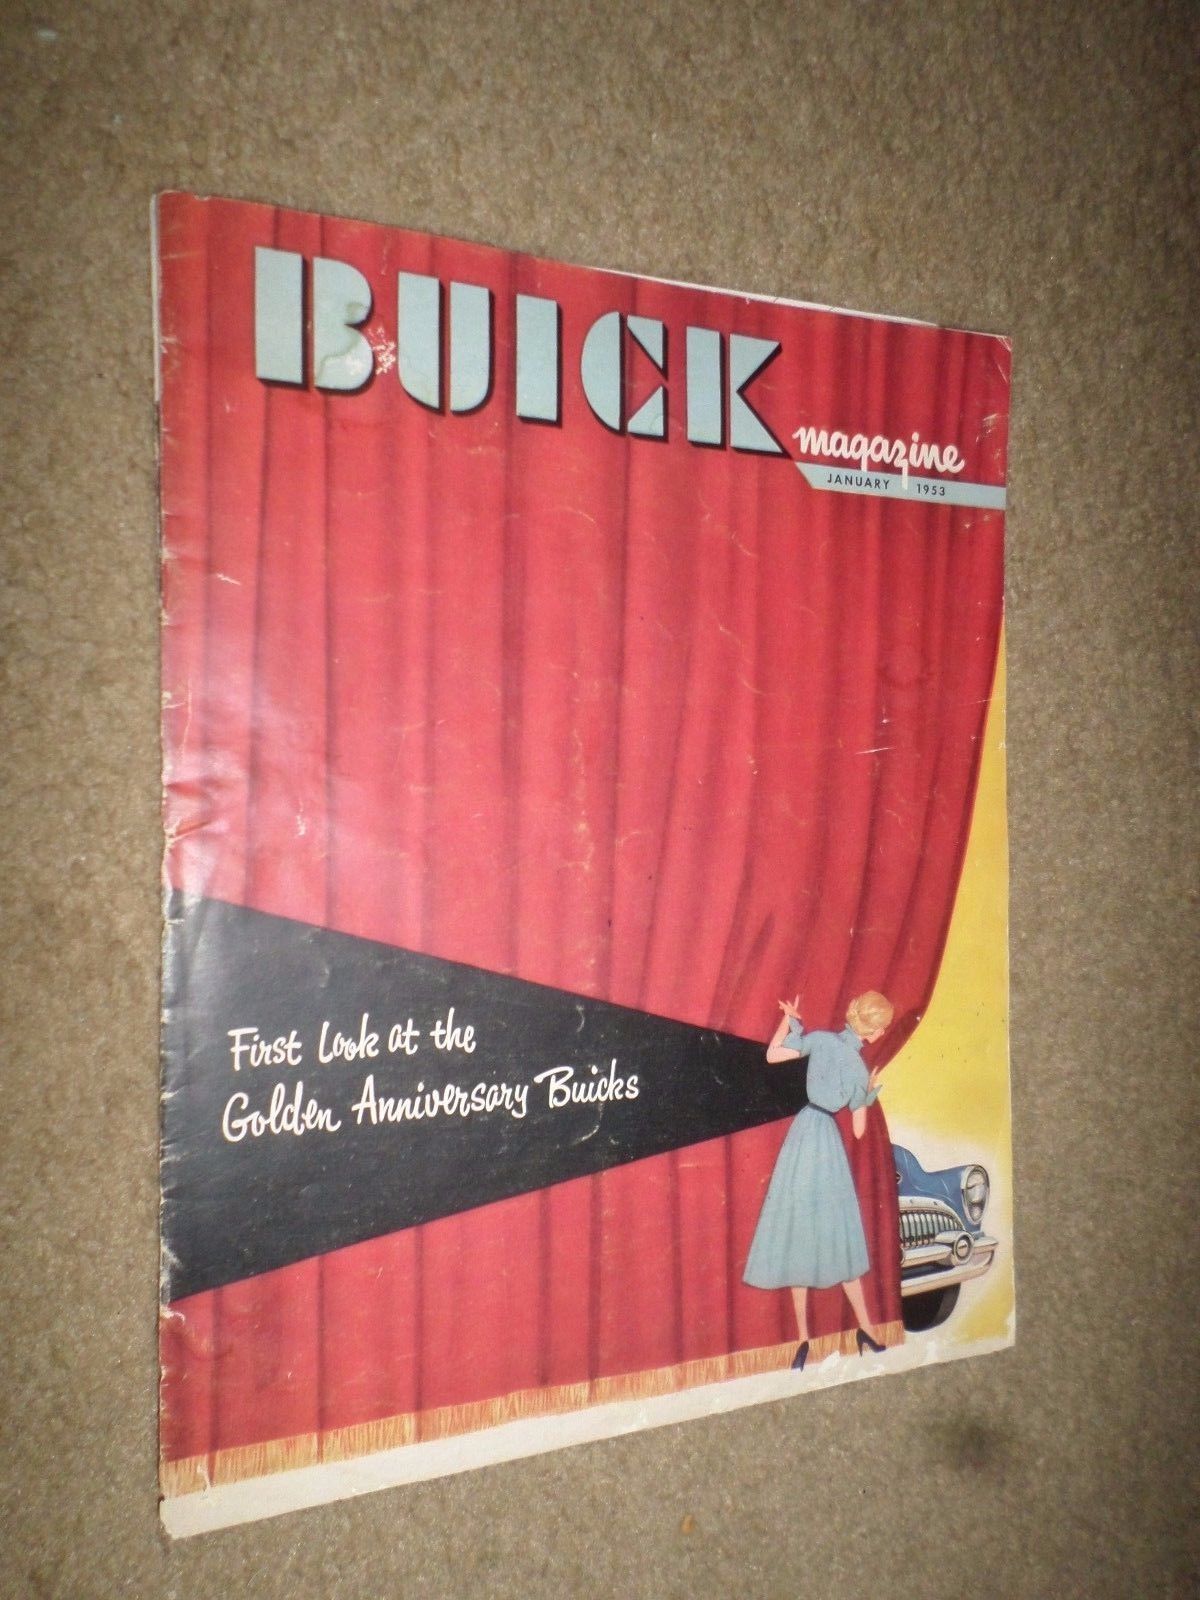 BUICK
magazine
JANUARY 1953
First Look at the
Golden Anniversary Buicks